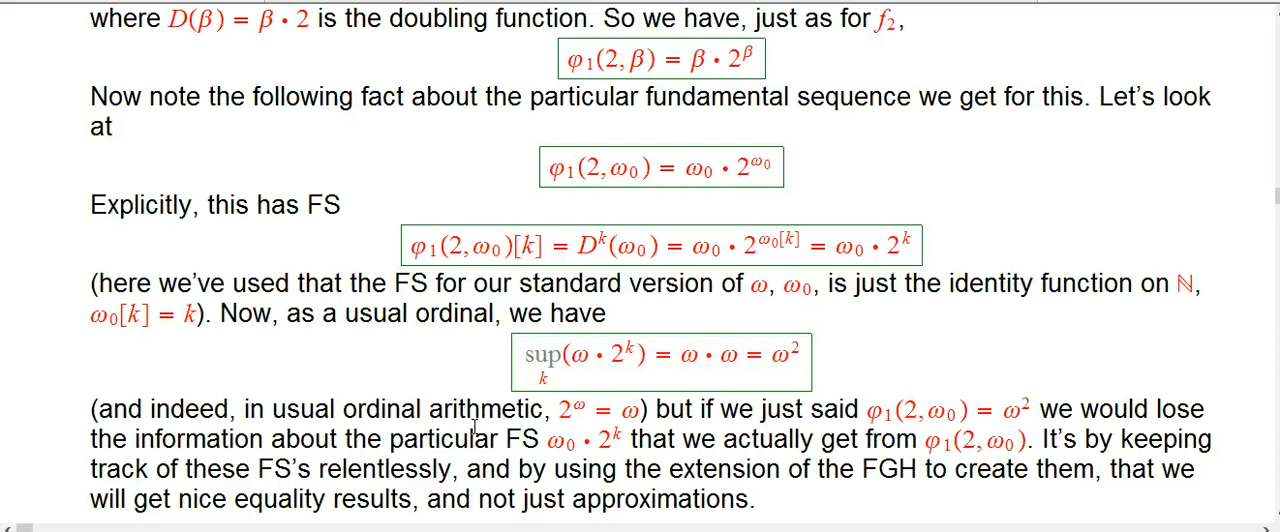 where D(β) = β · 2 is the doubling function. So we have, just as for f₂,
φ₁(2, β) = β · 2^β
Now note the following fact about the particular fundamental sequence we get for this. Let's look
at
φ₁(2, ω₀) = ω₀ · 2^ω₀
Explicitly, this has FS
φ₁(2, ω₀)[k] = D^k(ω₀) = ω₀ · 2^ω₀[k] = ω₀ · 2^k
(here we've used that the FS for our standard version of ω, ω₀, is just the identity function on ℕ,
ω₀[k] = k). Now, as a usual ordinal, we have
sup(ω · 2^k) = ω · ω = ω²
k
(and indeed, in usual ordinal arithmetic, 2^ω = ω) but if we just said φ₁(2, ω₀) = ω² we would lose
the information about the particular FS ω₀ · 2^k that we actually get from φ₁(2, ω₀). It's by keeping
track of these FS's relentlessly, and by using the extension of the FGH to create them, that we
will get nice equality results, and not just approximations.